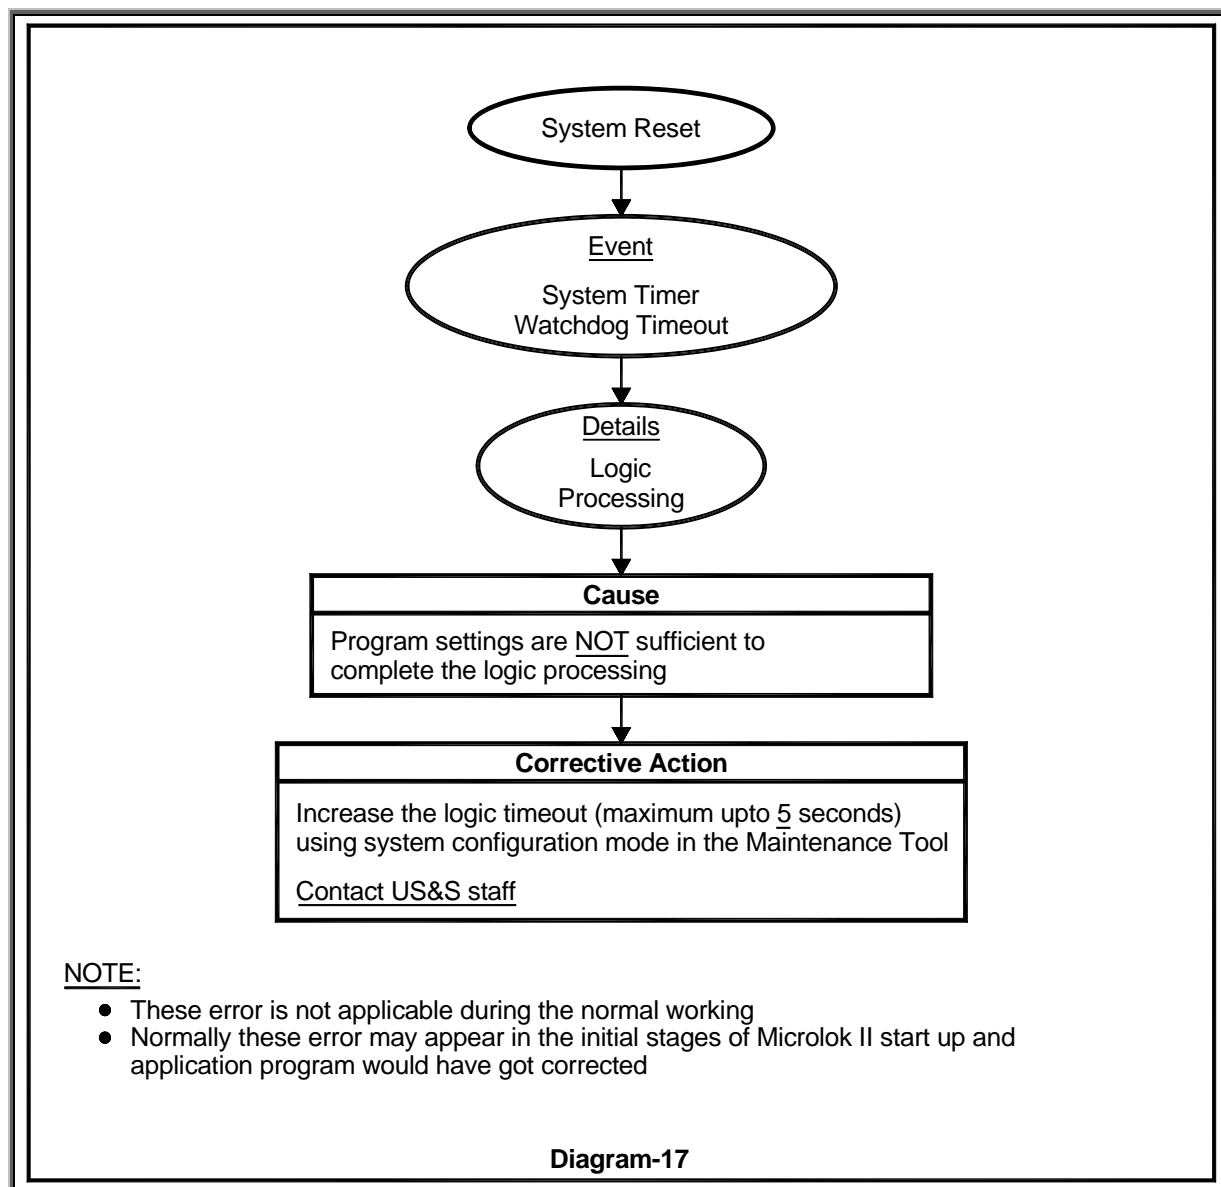 System Reset
Event
System Timer
Watchdog Timeout
Details
Logic
Processing
Cause
Program settings are NOT sufficient to
complete the logic processing
Corrective Action
Increase the logic timeout (maximum upto 5 seconds)
using system configuration mode in the Maintenance Tool
Contact US&S staff
NOTE:
● These error is not applicable during the normal working
● Normally these error may appear in the initial stages of Microlok II start up and
application program would have got corrected
Diagram-17